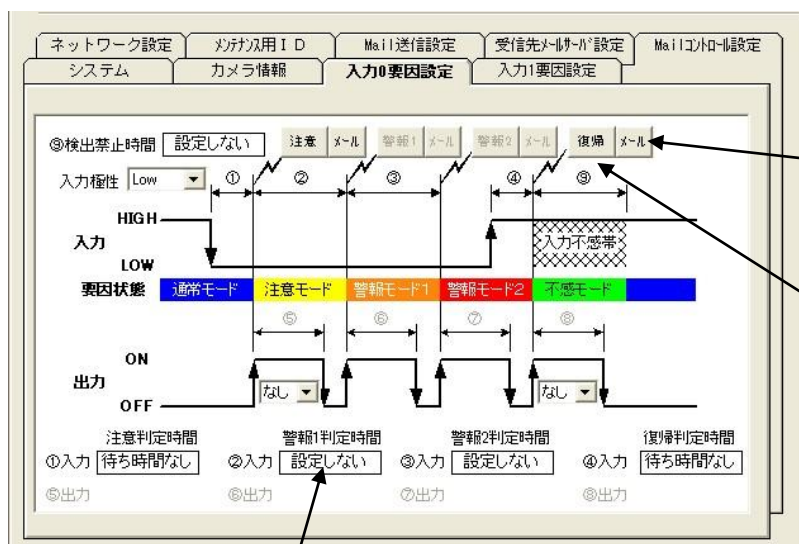 ネットワーク設定 ﾒﾝﾃﾅﾝｽ用ＩＤ Mail送信設定 受信先ﾒｰﾙｻｰﾊﾞ設定 Mailｺﾝﾄﾛｰﾙ設定
システム カメラ情報 入力0要因設定 入力1要因設定
⑨検出禁止時間 設定しない 注意 ﾒｰﾙ 警報1 ﾒｰﾙ 警報2 ﾒｰﾙ 復帰 ﾒｰﾙ
入力極性 Low ① ② ③ ④ ⑨
HIGH
入力 入力不感帯
LOW
要因状態 通常モード 注意モード 警報モード1 警報モード2 不感モード
⑤ ⑥ ⑦ ⑧
ON
出力 なし なし
OFF
注意判定時間 警報1判定時間 警報2判定時間 復帰判定時間
①入力 待ち時間なし ②入力 設定しない ③入力 設定しない ④入力 待ち時間なし
⑤出力 ⑥出力 ⑦出力 ⑧出力